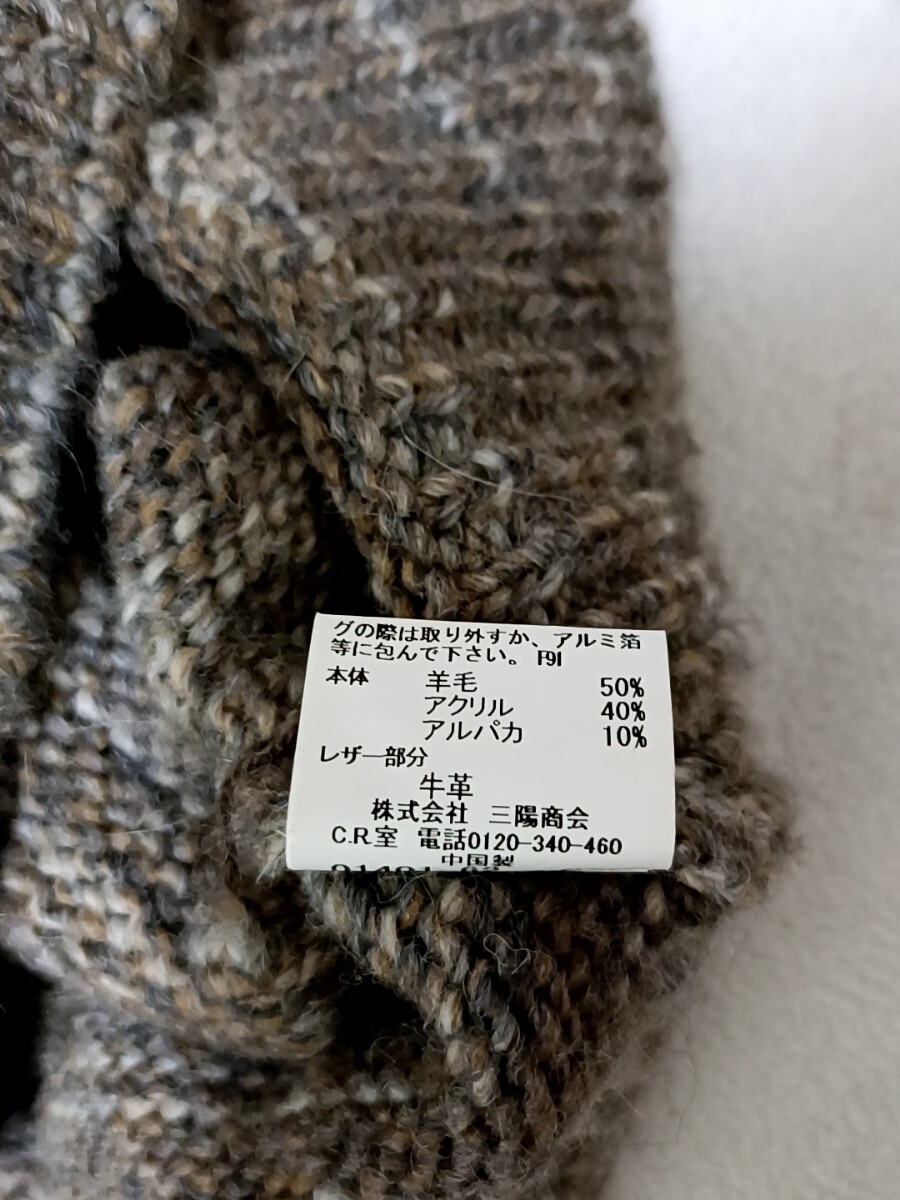 グの際は取り外すか、アルミ箔
等に包んで下さい。 F91
本体 羊毛 50%
アクリル 40%
アルパカ 10%
レザー部分
牛革
株式会社 三陽商会
C.R室 電話0120-340-460
中国製